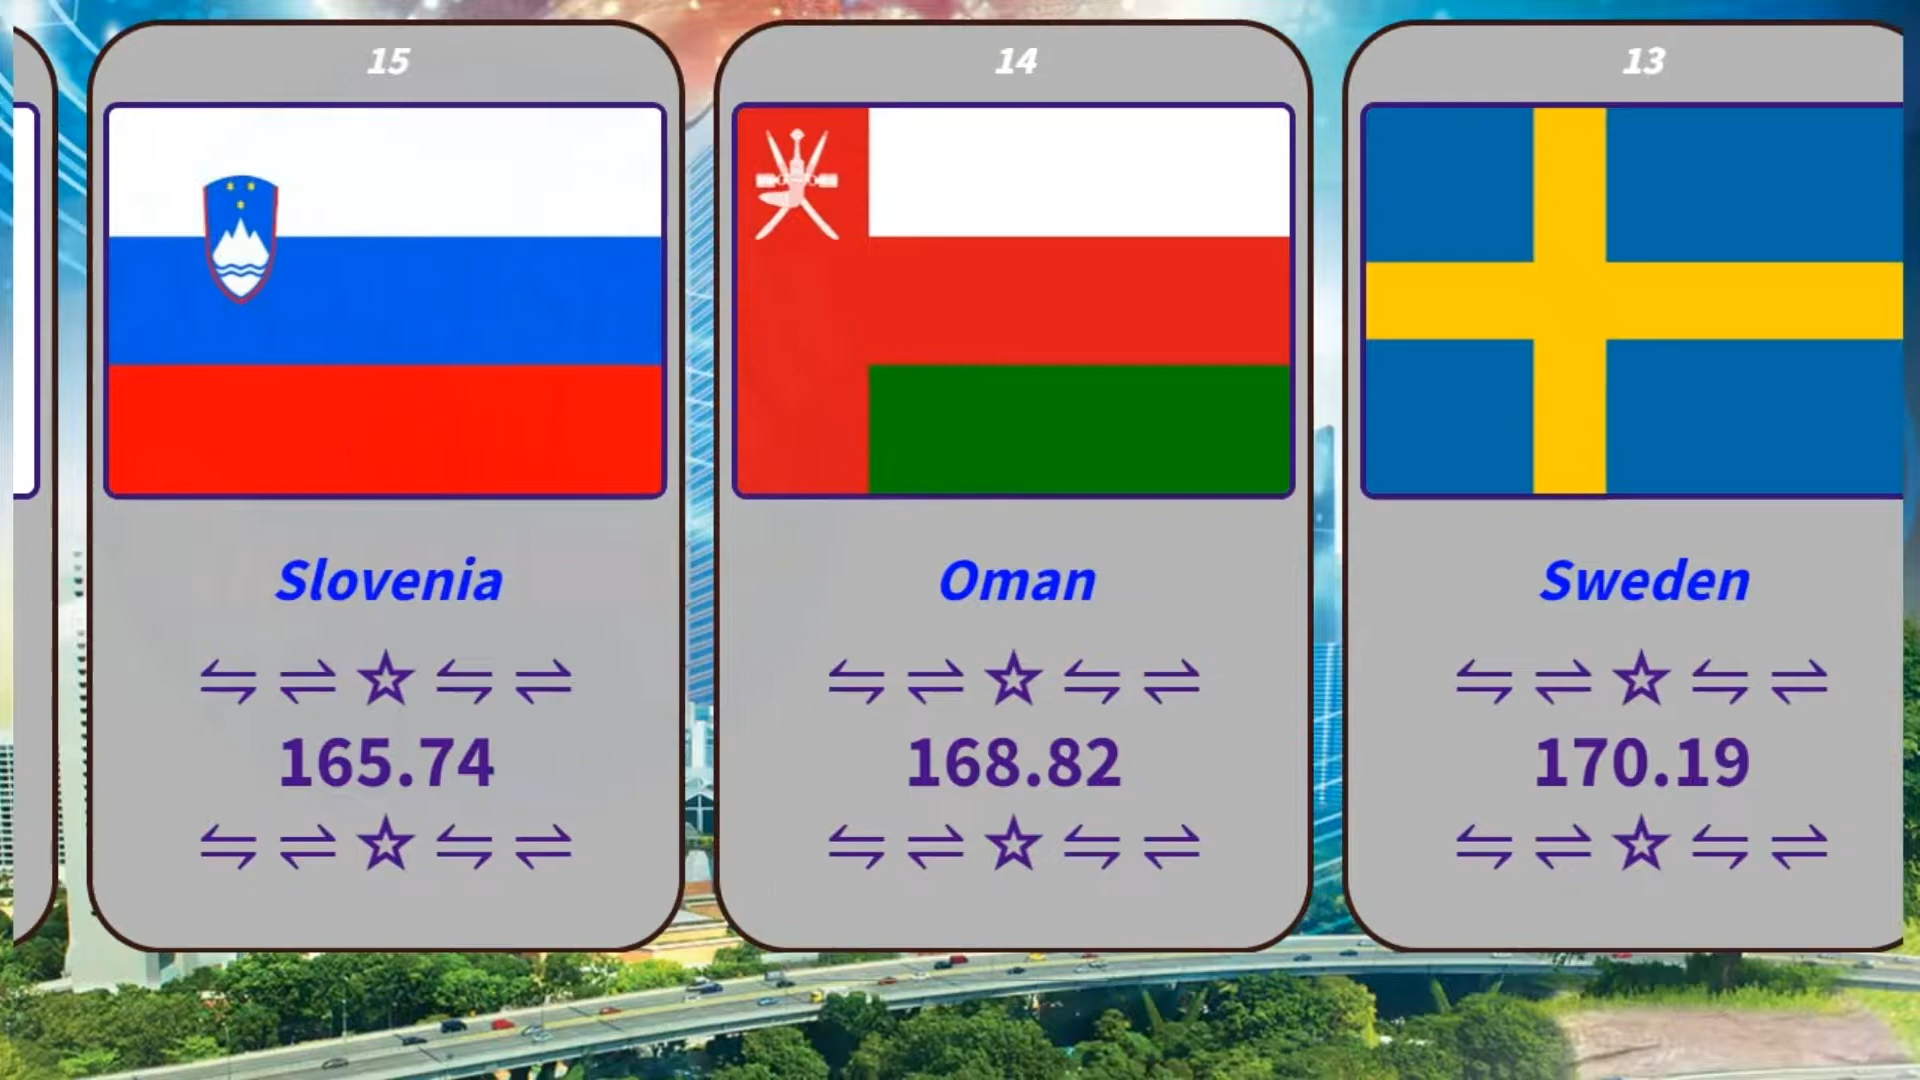 15
Slovenia
⇋ ⇌ ☆ ⇋ ⇌
165.74
⇋ ⇌ ☆ ⇋ ⇌
14
Oman
⇋ ⇌ ☆ ⇋ ⇌
168.82
⇋ ⇌ ☆ ⇋ ⇌
13
Sweden
⇋ ⇌ ☆ ⇋ ⇌
170.19
⇋ ⇌ ☆ ⇋ ⇌